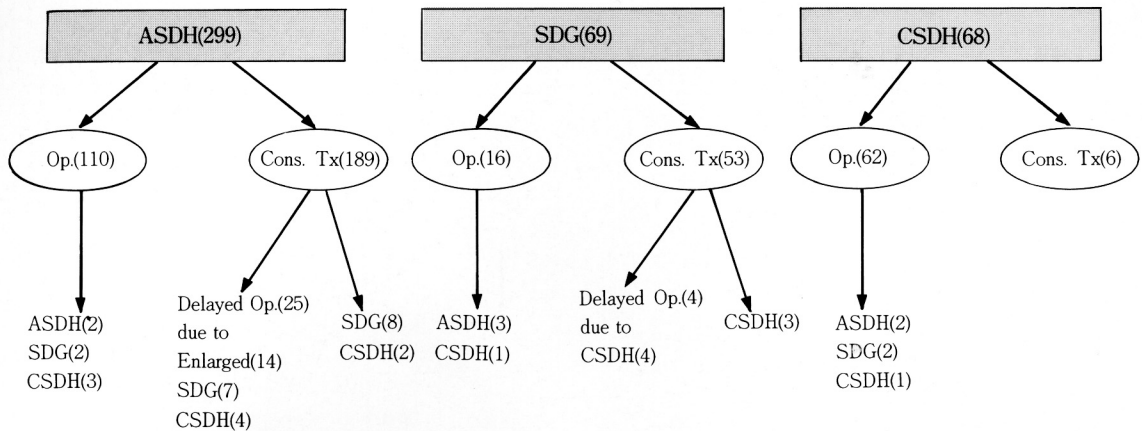 ASDH(299)
SDG(69)
CSDH(68)
Op.(110)
Cons. Tx(189)
Op.(16)
Cons. Tx(53)
Op.(62)
Cons. Tx(6)
ASDH(2)
SDG(2)
CSDH(3)
Delayed Op.(25)
due to
Enlarged(14)
SDG(7)
CSDH(4)
SDG(8)
CSDH(2)
ASDH(3)
CSDH(1)
Delayed Op.(4)
due to
CSDH(4)
CSDH(3)
ASDH(2)
SDG(2)
CSDH(1)